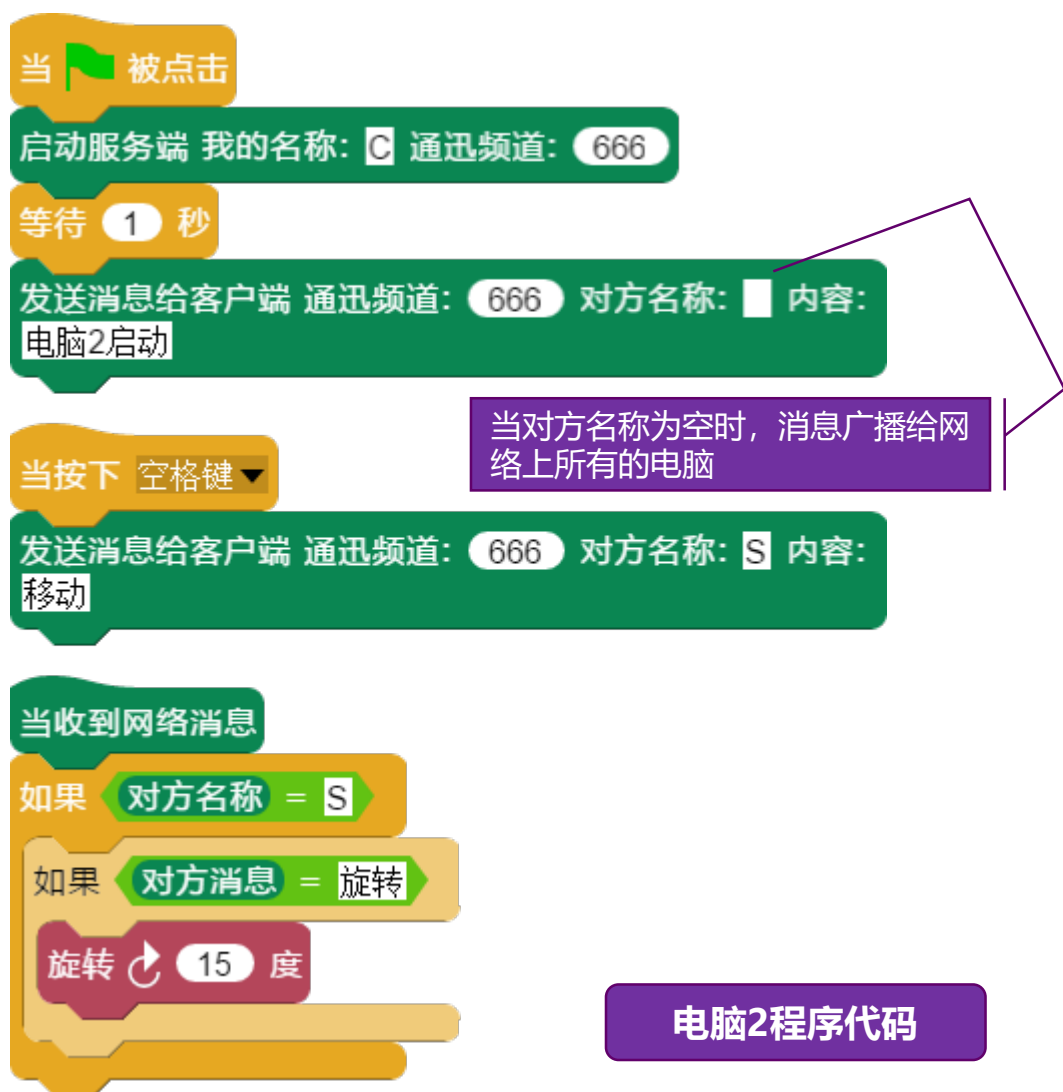 当 被点击
启动服务端 我的名称: C 通迅频道: 666
等待 1 秒
发送消息给客户端 通迅频道: 666 对方名称: 内容:
电脑2启动
当对方名称为空时，消息广播给网
络上所有的电脑
当按下 空格键
发送消息给客户端 通迅频道: 666 对方名称: S 内容:
移动
当收到网络消息
如果 对方名称 = S
如果 对方消息 = 旋转
旋转 15 度
电脑2程序代码